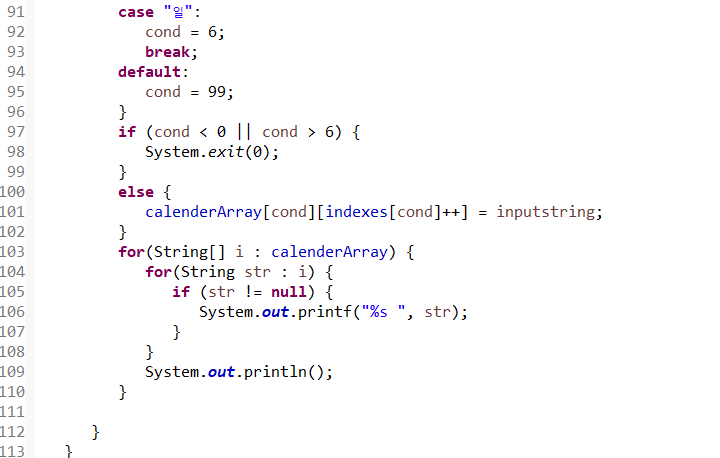 91 case "일":
92 cond = 6;
93 break;
94 default:
95 cond = 99;
96 }
97 if (cond < 0 || cond > 6) {
98 System.exit(0);
99 }
100 else {
101 calenderArray[cond][indexes[cond]++] = inputstring;
102 }
103 for(String[] i : calenderArray) {
104 for(String str : i) {
105 if (str != null) {
106 System.out.printf("%s ", str);
107 }
108 }
109 System.out.println();
110 }
111
112 }
113 }